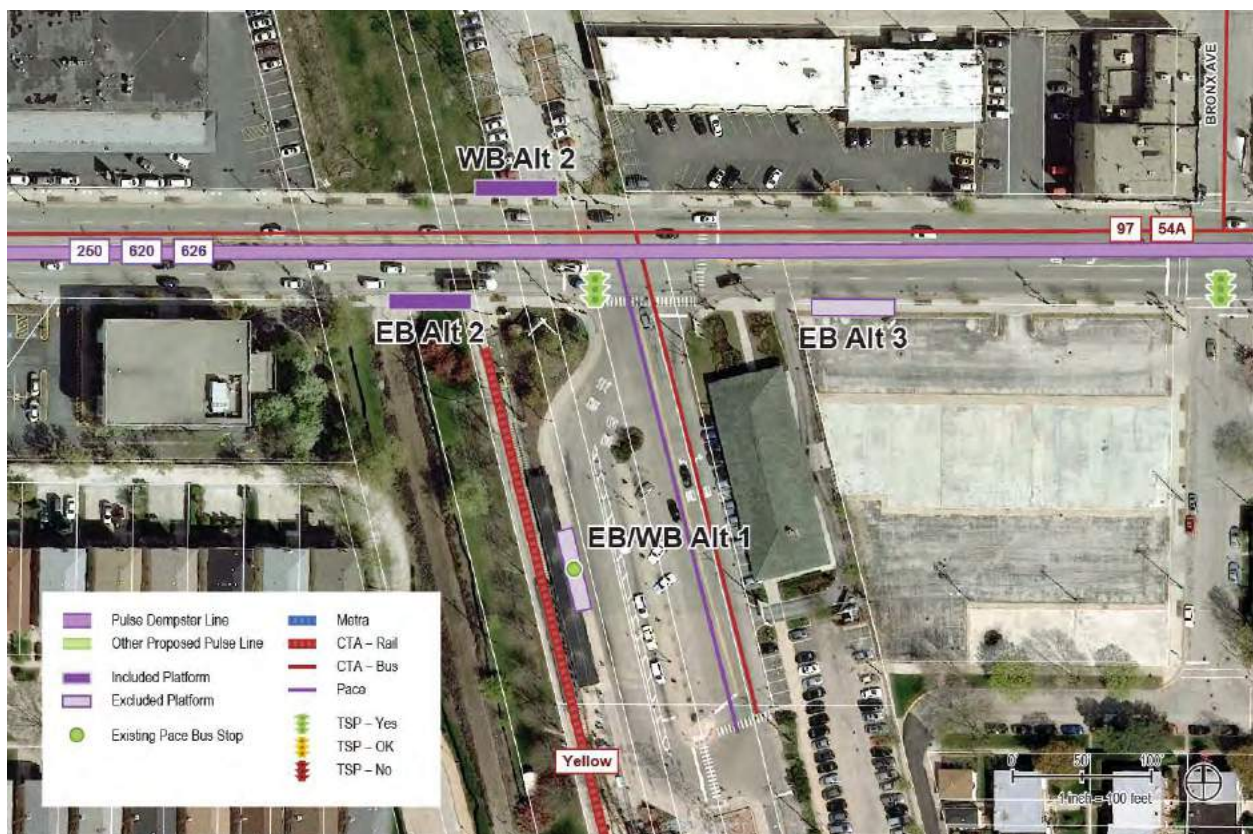 BRONX AVE
WB Alt 2
97
54A
250
620
626
EB Alt 2
EB Alt 3
EB/WB Alt 1
Pulse Dempster Line
Other Proposed Pulse Line
Included Platform
Excluded Platform
Existing Pace Bus Stop
Metra
CTA – Rail
CTA – Bus
Pace
TSP – Yes
TSP – OK
TSP – No
Yellow
0 50 100'
1 inch = 100 feet